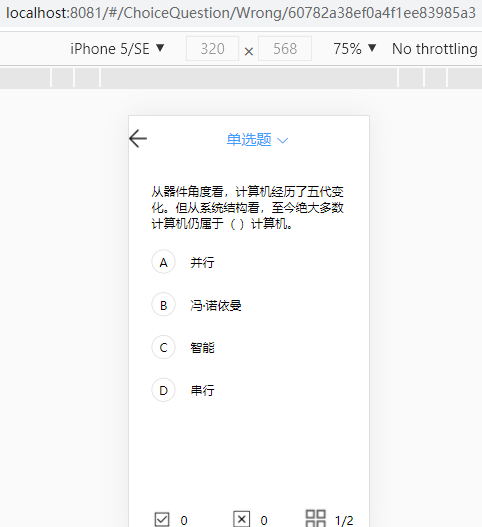 localhost:8081/#/ChoiceQuestion/Wrong/60782a38ef0a4f1ee83985a3
iPhone 5/SE ▼ 320 × 568 75% ▼ No throttling
单选题
从器件角度看，计算机经历了五代变
化。但从系统结构看，至今绝大多数
计算机仍属于（ ）计算机。
A 并行
B 冯·诺依曼
C 智能
D 串行
0 0 1/2